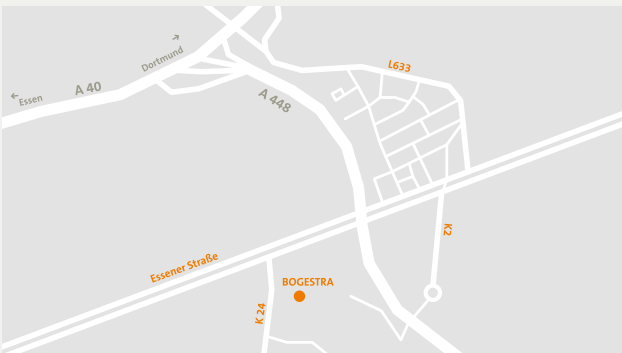 L633
Dortmund
A 40
Essen
A 448
K2
Essener Straße
BOGESTRA
K 24